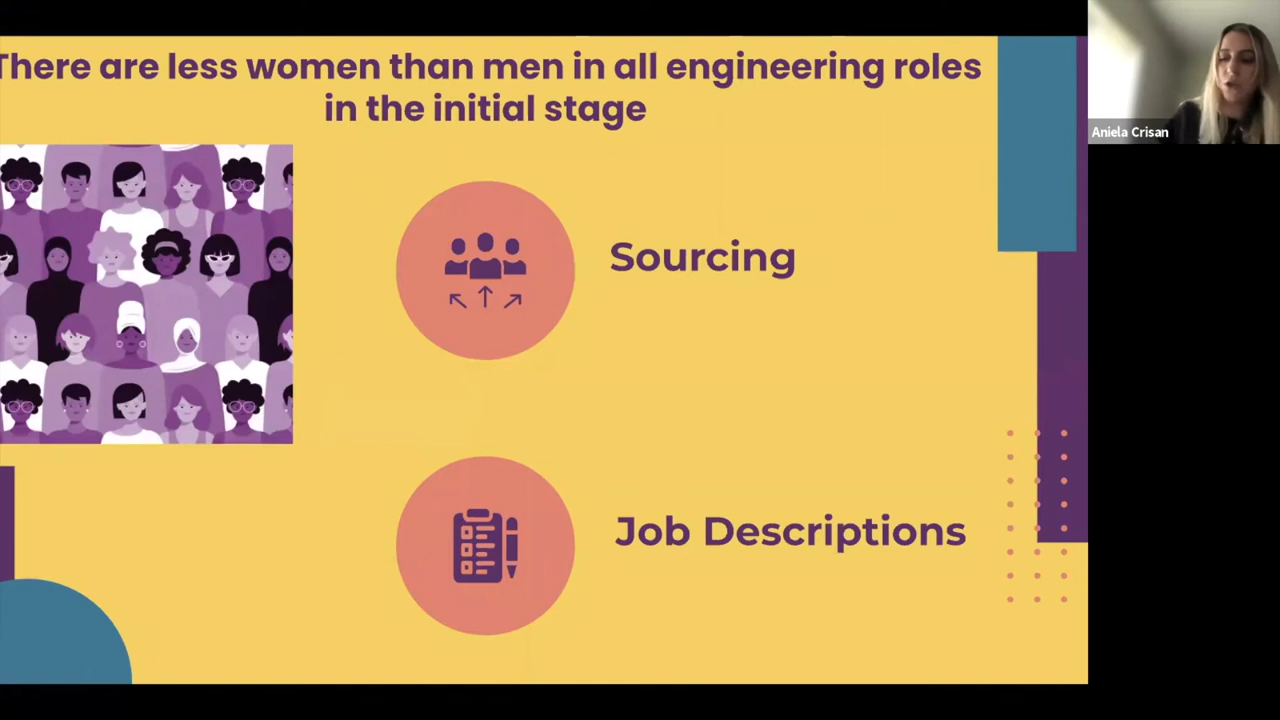 There are less women than men in all engineering roles
in the initial stage
Aniela Crisan
Sourcing
Job Descriptions